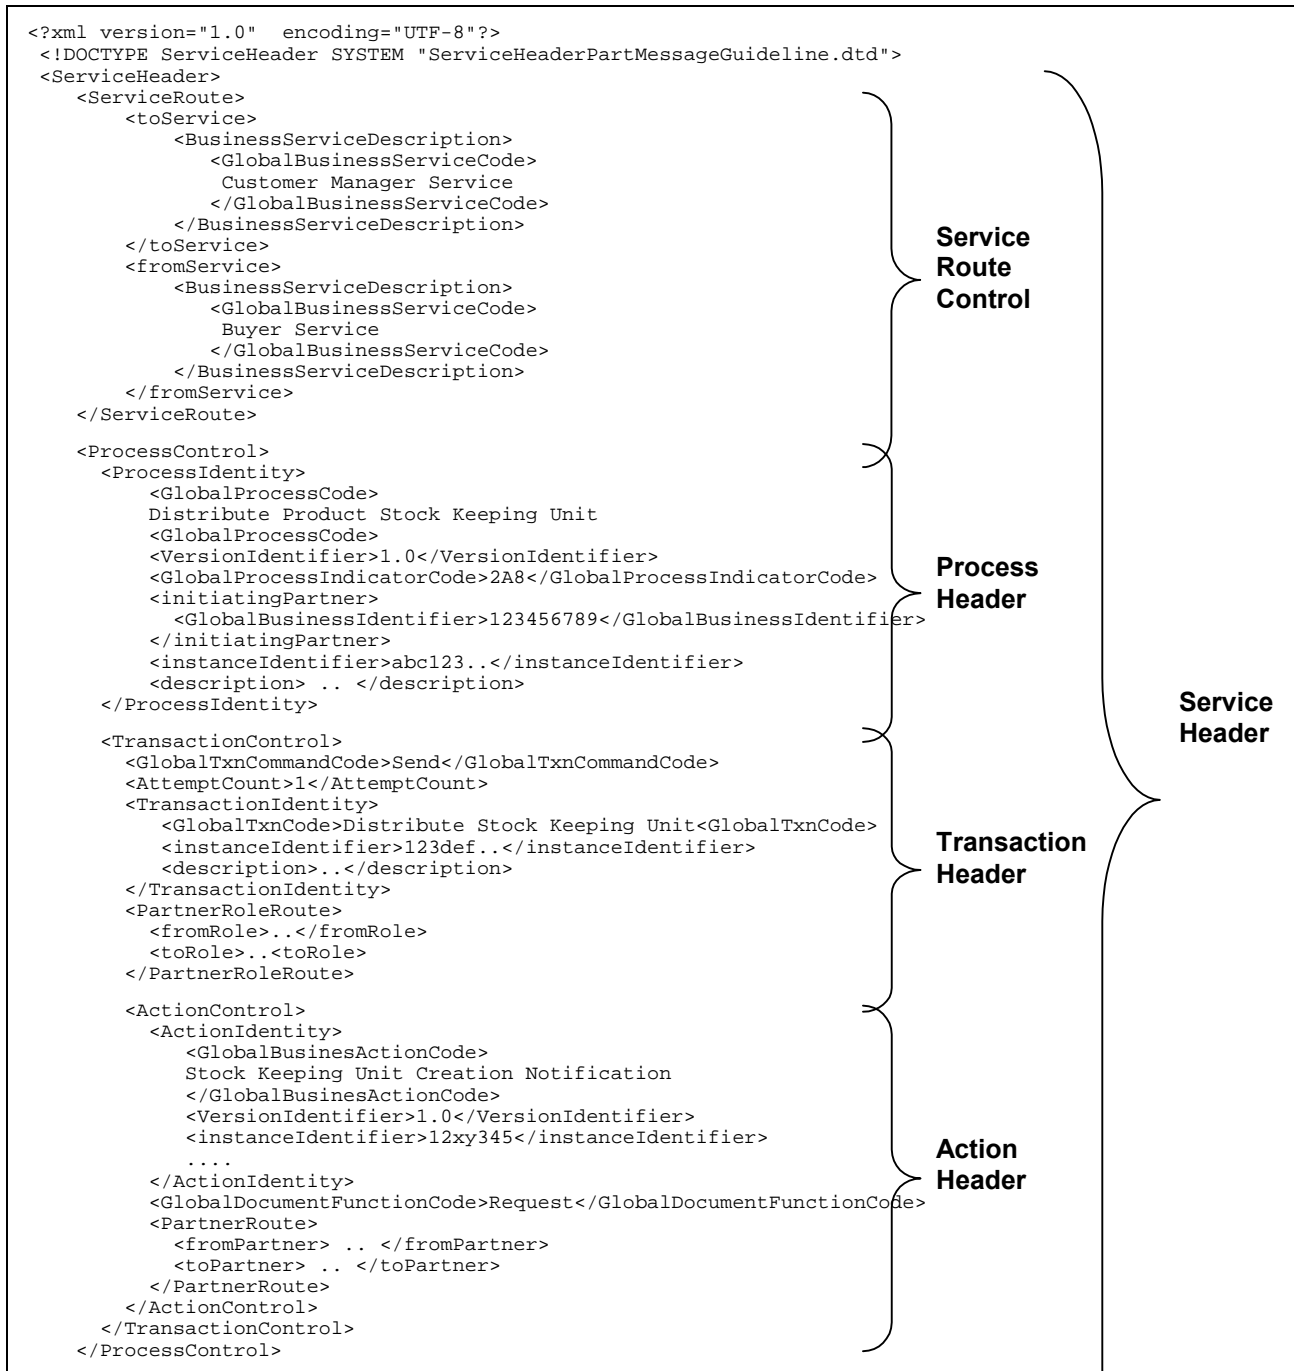 <?xml version="1.0"  encoding="UTF-8"?>
<!DOCTYPE ServiceHeader SYSTEM "ServiceHeaderPartMessageGuideline.dtd">
<ServiceHeader>
<ServiceRoute>
<toService>
<BusinessServiceDescription>
<GlobalBusinessServiceCode>
Customer Manager Service
</GlobalBusinessServiceCode>
</BusinessServiceDescription>
</toService>
<fromService>
<BusinessServiceDescription>
<GlobalBusinessServiceCode>
Buyer Service
</GlobalBusinessServiceCode>
</BusinessServiceDescription>
</fromService>
</ServiceRoute>
Service
Route
Control
<ProcessControl>
<ProcessIdentity>
<GlobalProcessCode>
Distribute Product Stock Keeping Unit
<GlobalProcessCode>
<VersionIdentifier>1.0</VersionIdentifier>
<GlobalProcessIndicatorCode>2A8</GlobalProcessIndicatorCode>
<initiatingPartner>
<GlobalBusinessIdentifier>123456789</GlobalBusinessIdentifier>
</initiatingPartner>
<instanceIdentifier>abc123..</instanceIdentifier>
<description> .. </description>
</ProcessIdentity>
Process
Header
<TransactionControl>
<GlobalTxnCommandCode>Send</GlobalTxnCommandCode>
<AttemptCount>1</AttemptCount>
<TransactionIdentity>
<GlobalTxnCode>Distribute Stock Keeping Unit<GlobalTxnCode>
<instanceIdentifier>123def..</instanceIdentifier>
<description>..</description>
</TransactionIdentity>
<PartnerRoleRoute>
<fromRole>..</fromRole>
<toRole>..<toRole>
</PartnerRoleRoute>
Transaction
Header
<ActionControl>
<ActionIdentity>
<GlobalBusinesActionCode>
Stock Keeping Unit Creation Notification
</GlobalBusinesActionCode>
<VersionIdentifier>1.0</VersionIdentifier>
<instanceIdentifier>12xy345</instanceIdentifier>
....
</ActionIdentity>
<GlobalDocumentFunctionCode>Request</GlobalDocumentFunctionCode>
<PartnerRoute>
<fromPartner> .. </fromPartner>
<toPartner> .. </toPartner>
</PartnerRoute>
</ActionControl>
</TransactionControl>
</ProcessControl>
Action
Header
Service
Header